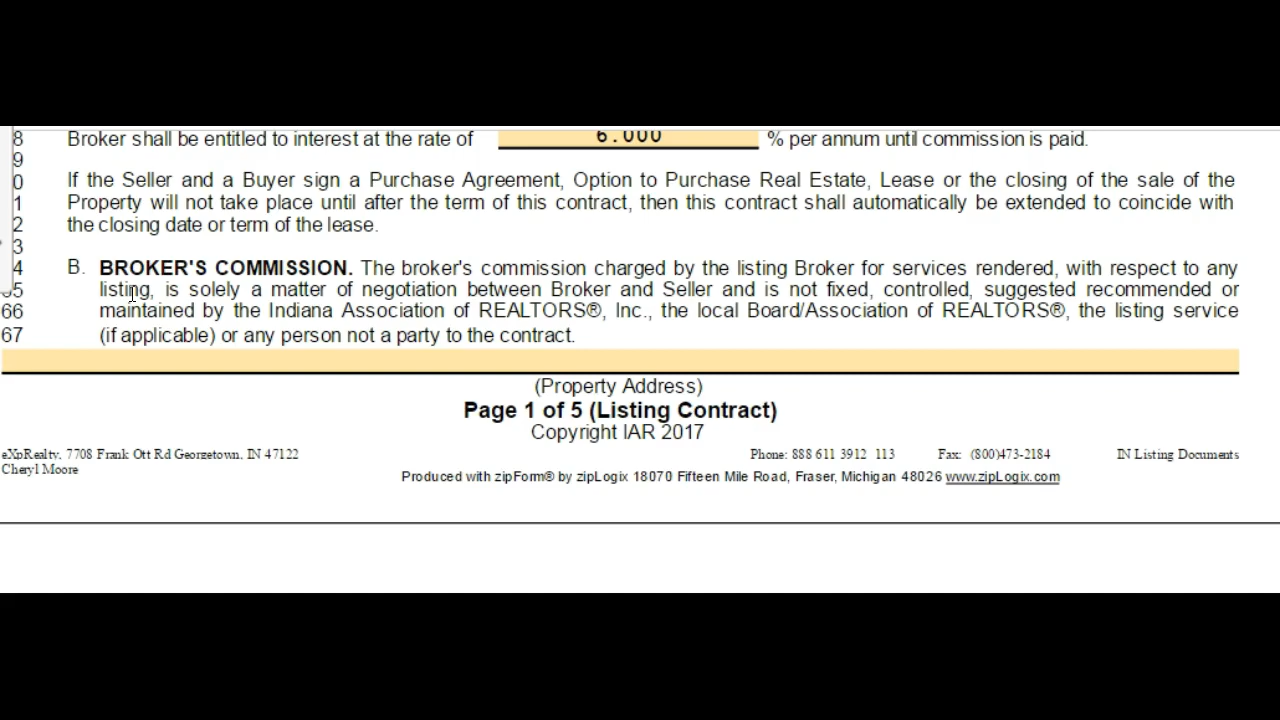 8 Broker shall be entitled to interest at the rate of 6.000 % per annum until commission is paid.
9
0 If the Seller and a Buyer sign a Purchase Agreement, Option to Purchase Real Estate, Lease or the closing of the sale of the
1 Property will not take place until after the term of this contract, then this contract shall automatically be extended to coincide with
2 the closing date or term of the lease.
3
4 B. BROKER'S COMMISSION. The broker's commission charged by the listing Broker for services rendered, with respect to any
65 listing, is solely a matter of negotiation between Broker and Seller and is not fixed, controlled, suggested recommended or
66 maintained by the Indiana Association of REALTORS®, Inc., the local Board/Association of REALTORS®, the listing service
67 (if applicable) or any person not a party to the contract.
(Property Address)
Page 1 of 5 (Listing Contract)
Copyright IAR 2017
eXp Realty, 7708 Frank Ott Rd Georgetown, IN 47122 Phone: 888 611 3912 113 Fax: (800)473-2184 IN Listing Documents
Cheryl Moore
Produced with zipForm® by zipLogix 18070 Fifteen Mile Road, Fraser, Michigan 48026 www.zipLogix.com